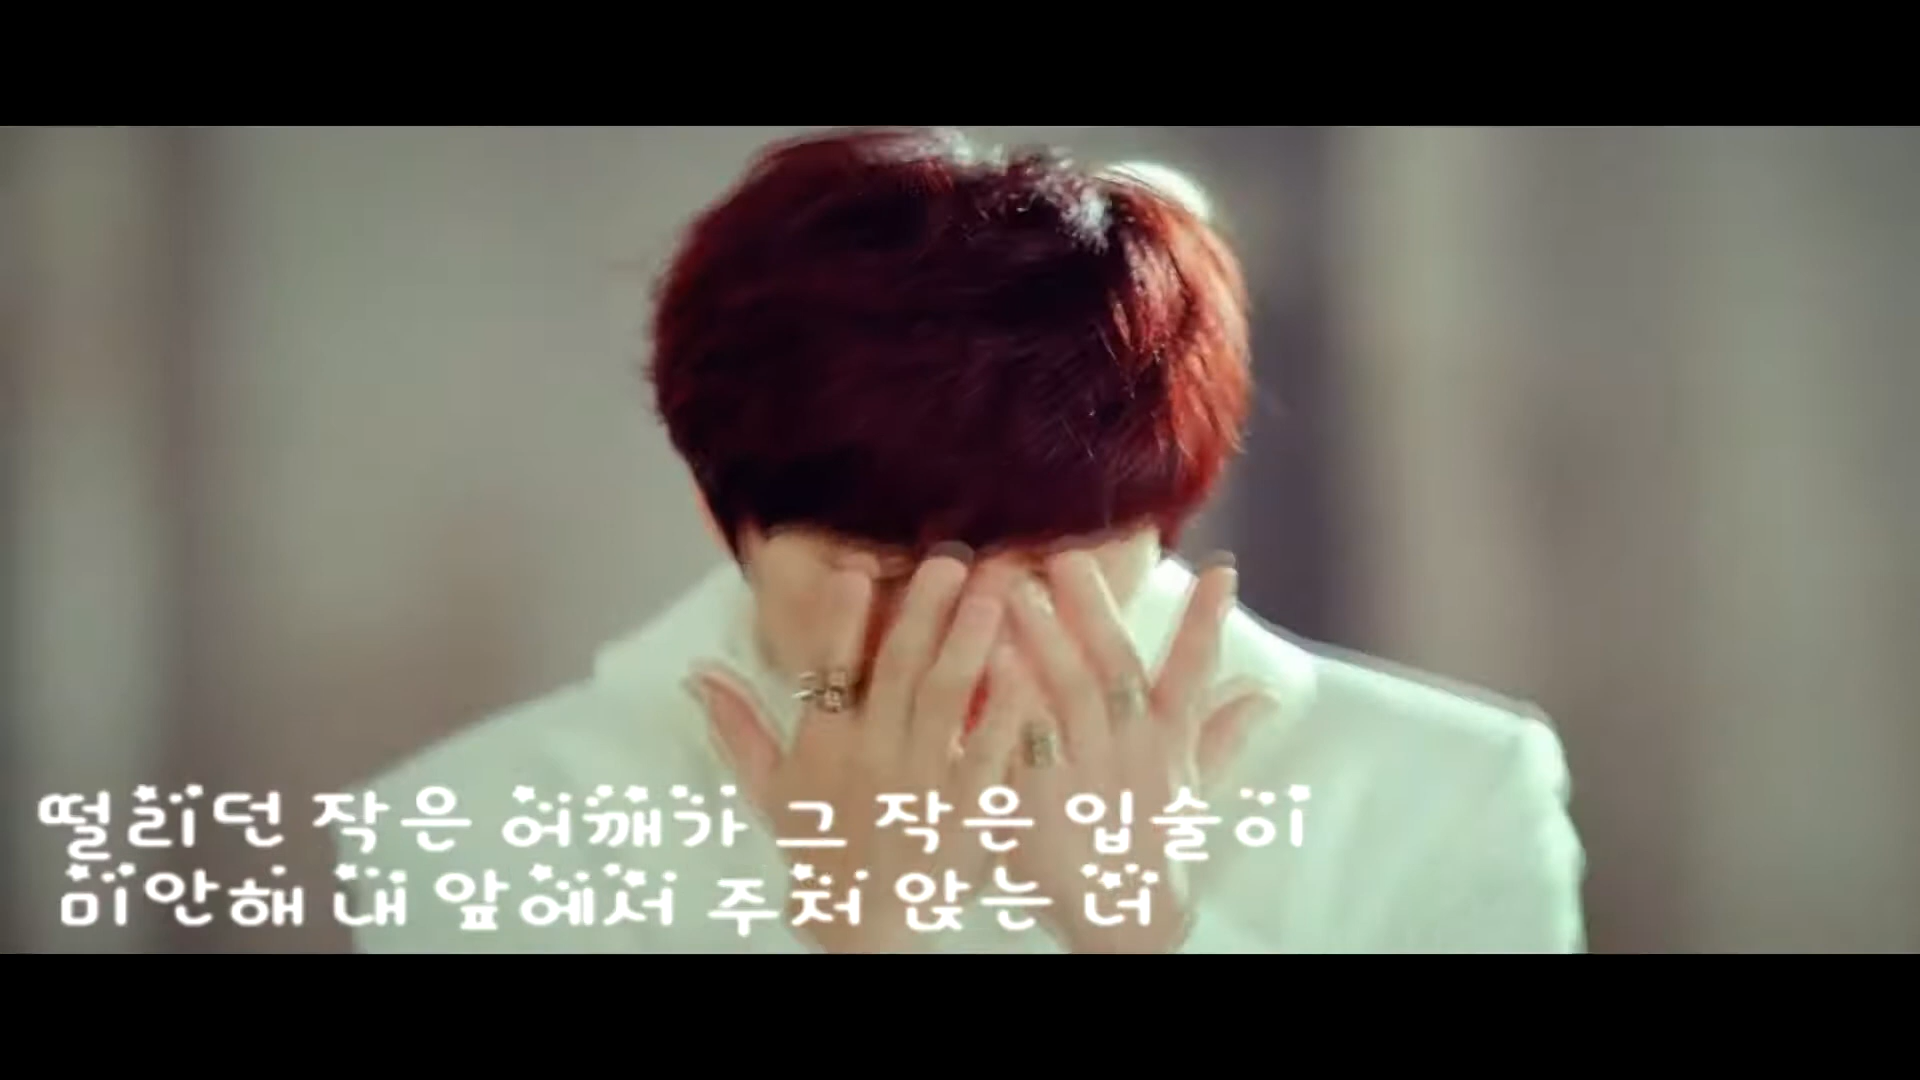 떨리던 작은 어깨가 그 작은 입술이
미안해 내 앞에서 주저 앉는 너